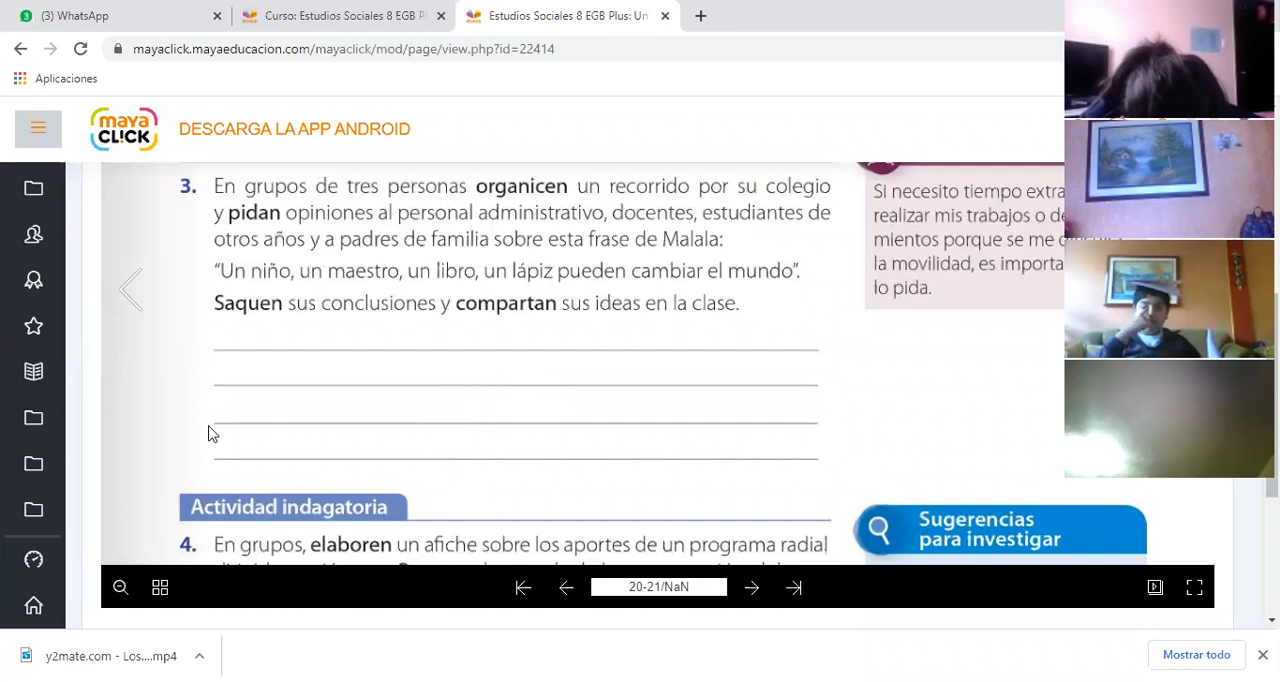 (3) WhatsApp
Curso: Estudios Sociales 8 EGB Pl
Estudios Sociales 8 EGB Plus: Un
mayaclick.mayaeducacion.com/mayaclick/mod/page/view.php?id=22414
Aplicaciones
maya CLICK
DESCARGA LA APP ANDROID
3. En grupos de tres personas organicen un recorrido por su colegio
y pidan opiniones al personal administrativo, docentes, estudiantes de
otros años y a padres de familia sobre esta frase de Malala:
“Un niño, un maestro, un libro, un lápiz pueden cambiar el mundo”.
Saquen sus conclusiones y compartan sus ideas en la clase.
Si necesito tiempo extra
realizar mis trabajos o de
mientos porque se me
la movilidad, es importa
lo pida.
Actividad indagatoria
4. En grupos, elaboren un afiche sobre los aportes de un programa radial
Sugerencias
para investigar
20-21/NaN
y2mate.com - Los....mp4
Mostrar todo